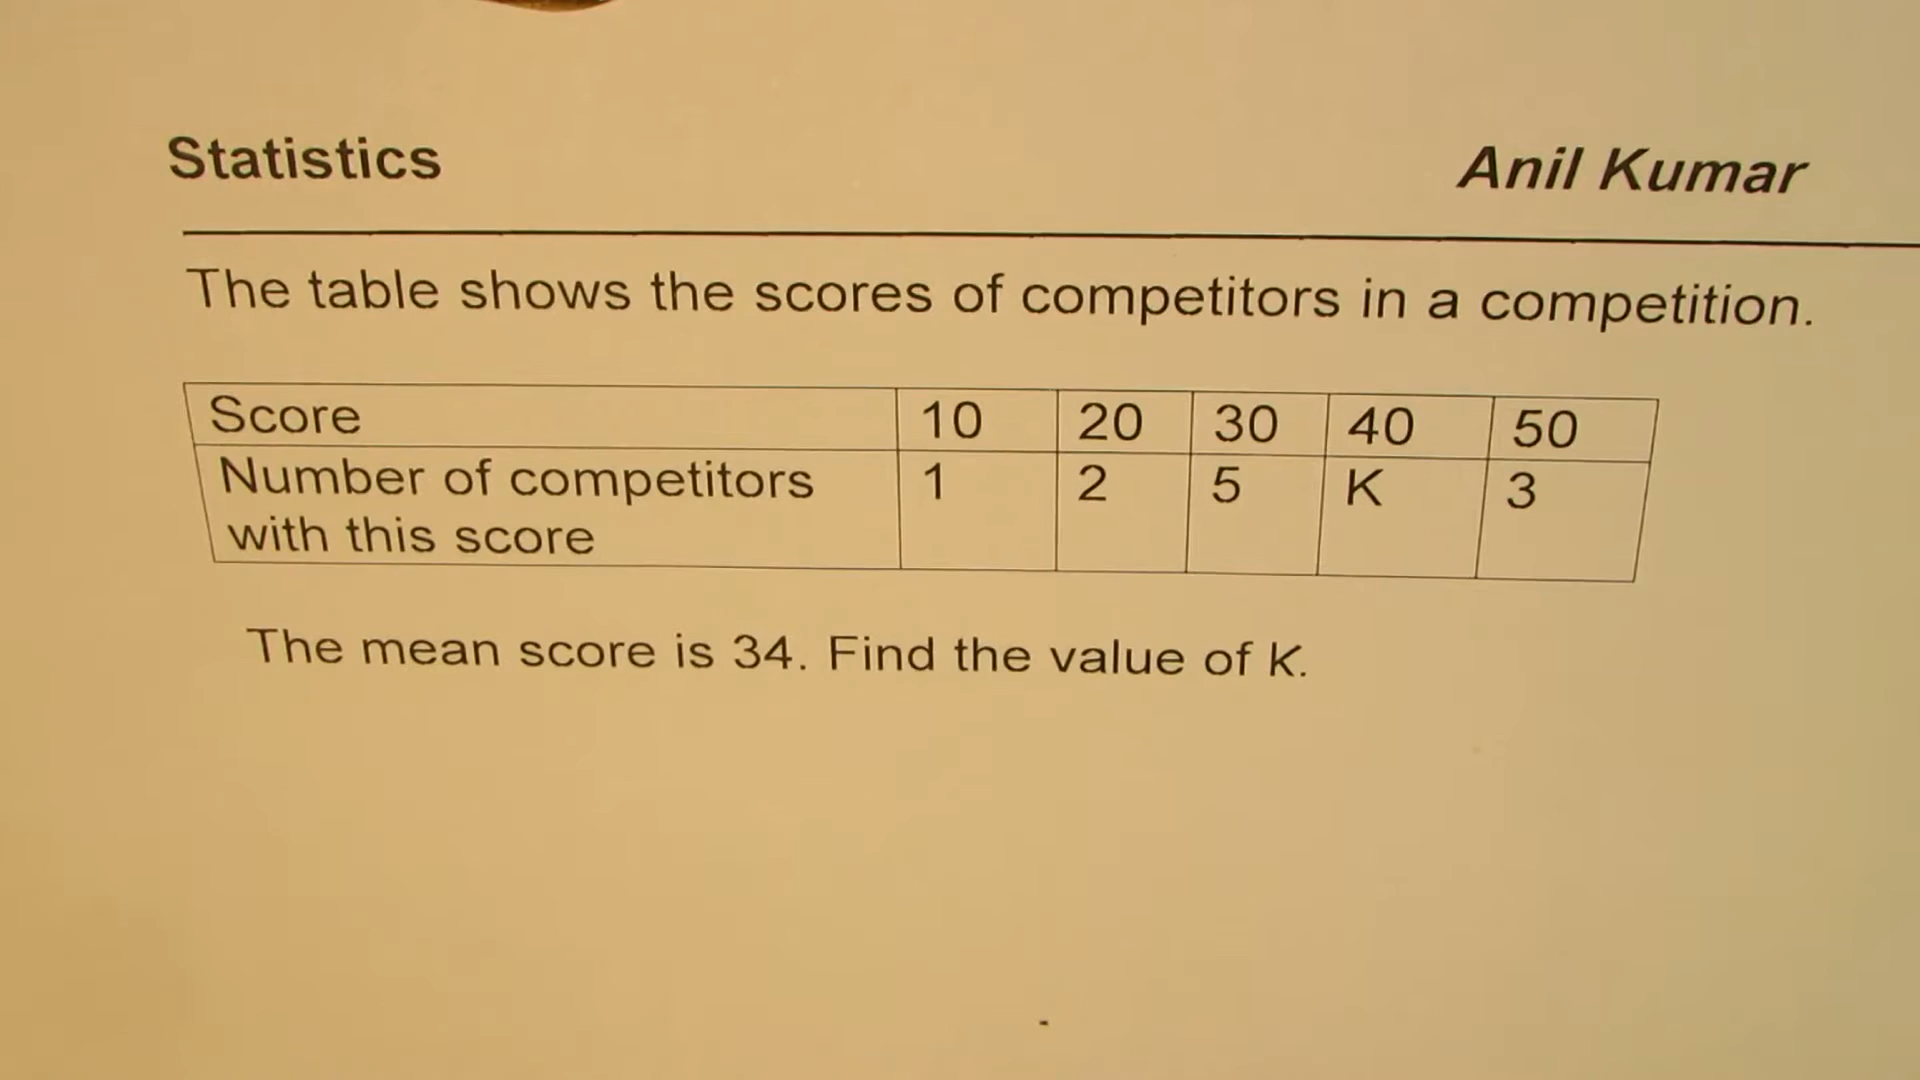 Statistics Anil Kumar
The table shows the scores of competitors in a competition.
Score 10 20 30 40 50
Number of competitors 1 2 5 K 3
with this score
The mean score is 34. Find the value of K.